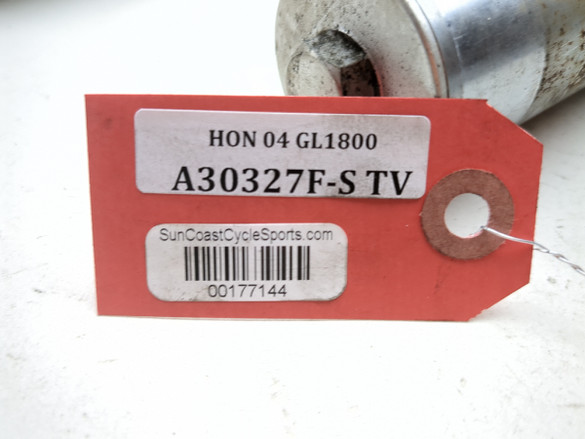 HON 04 GL1800
A30327F-S TV
SunCoastCycleSports.com
00177144